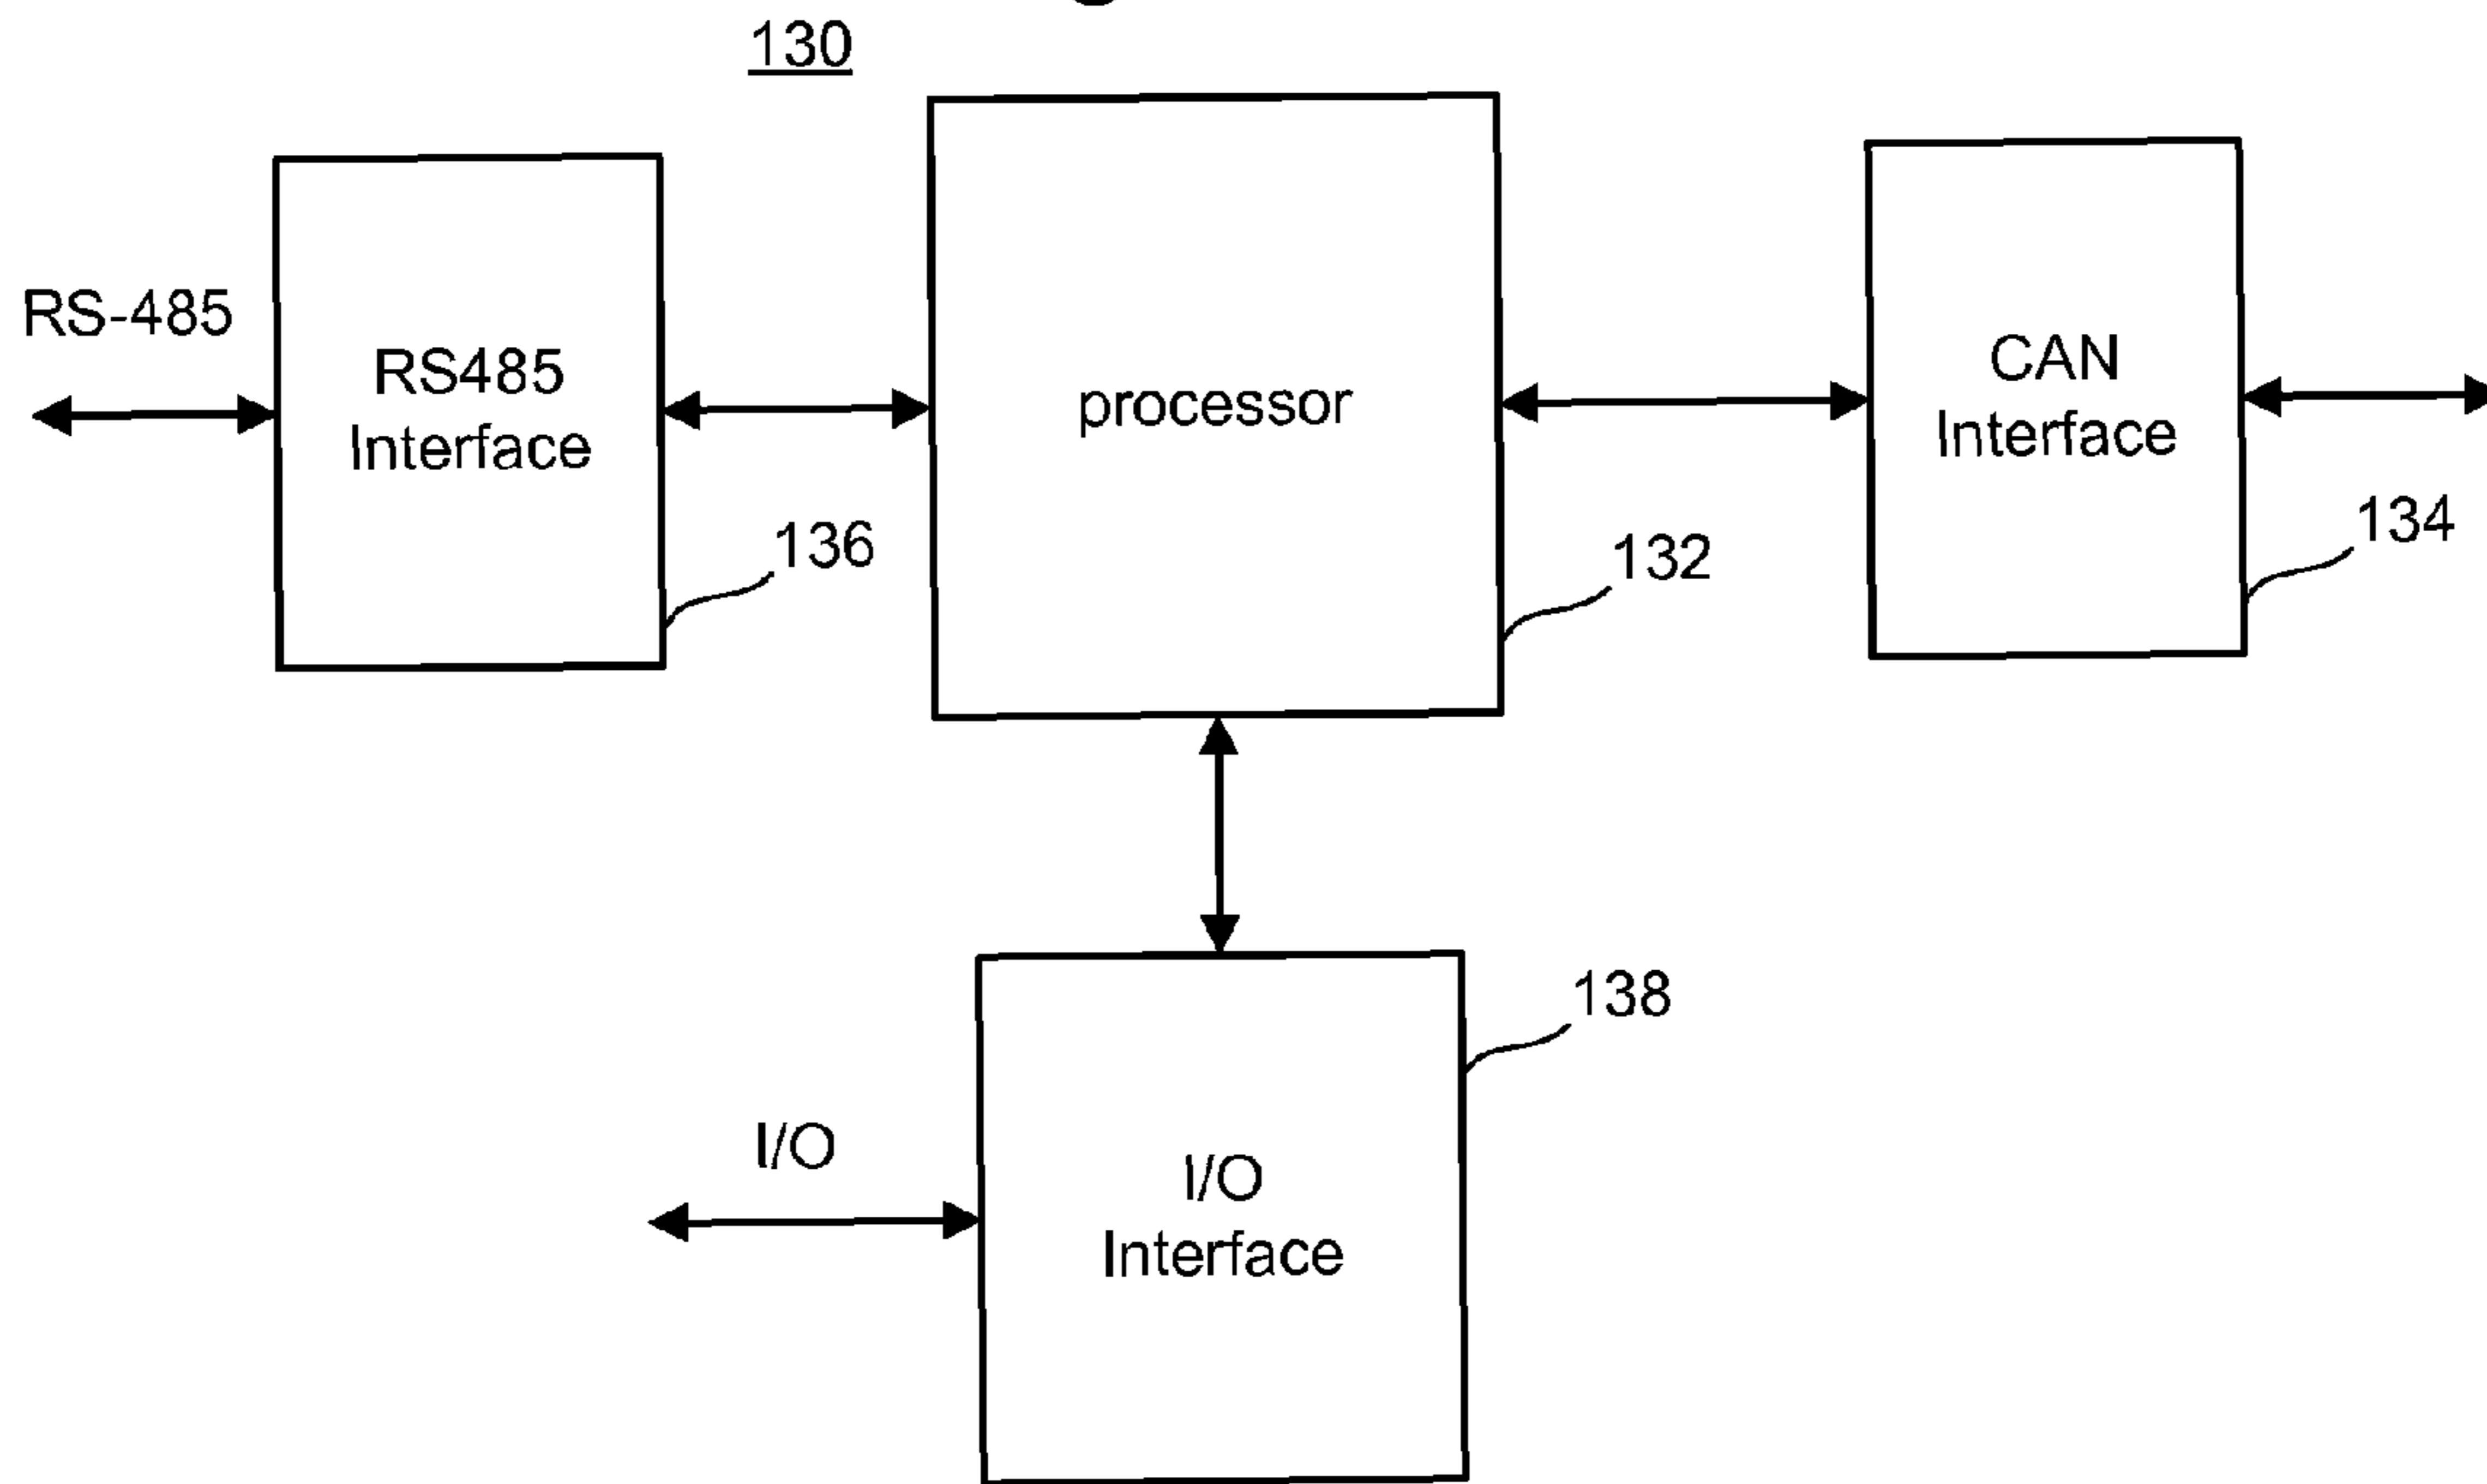 130
RS-485
RS485
Interface
processor
CAN
Interface
136
132
134
138
I/O
I/O
Interface